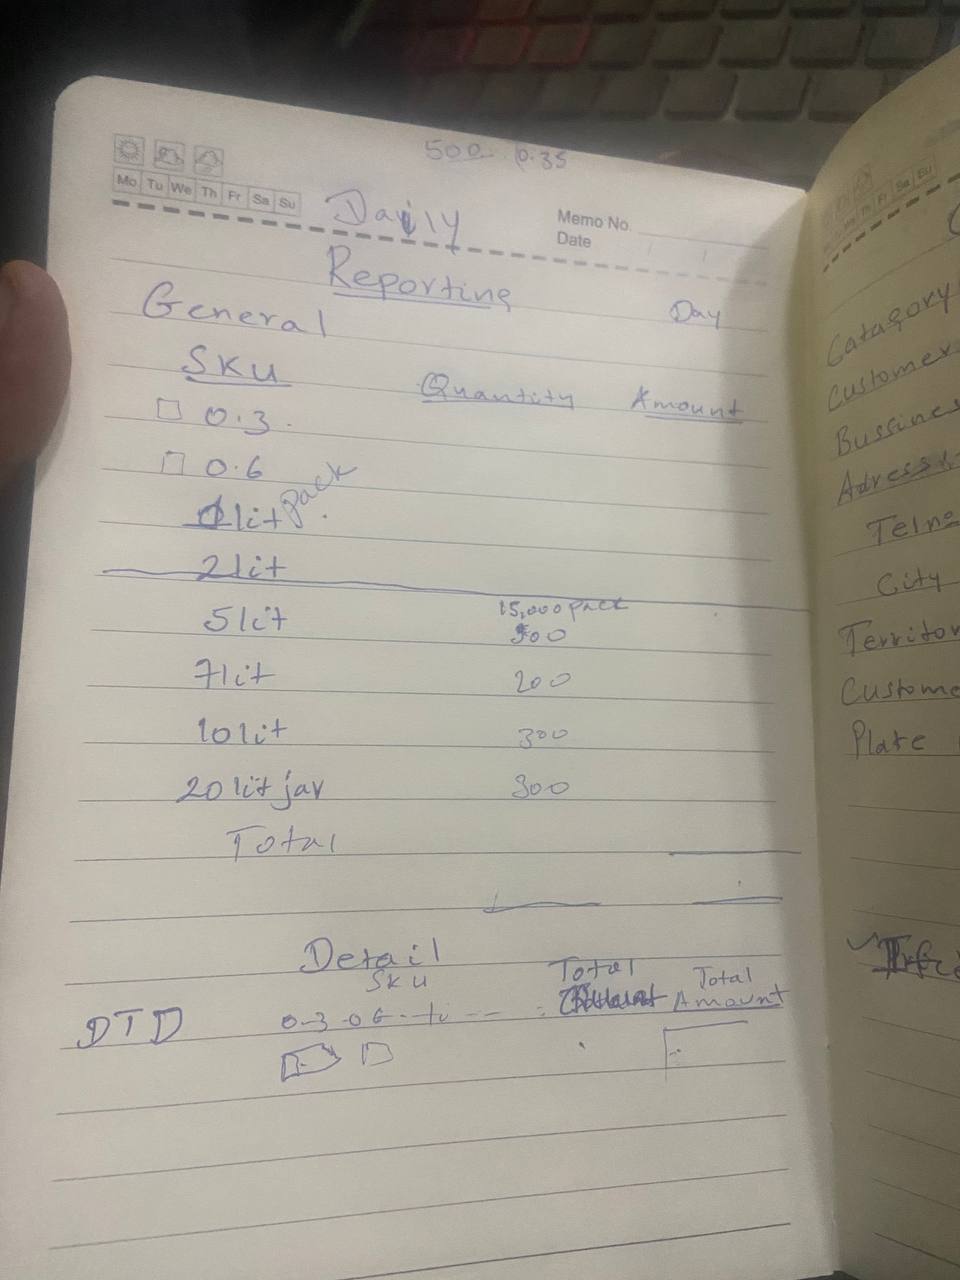 500 0.35
Mo Tu We Th Fr Sa Su
Daily
Memo No.
Date
Reporting
General
Day
SKU Quantity Amount
0.3
0.6
1lit pack
2lit
15,000 pack
5lit 500
7lit 200
10lit 300
20lit jar 300
Total
Detail
SKU Total Total
DTD 0.3 0.6 Amount
Catagory
Customer
Bussines
Adress
Tel no
City
Territor
Custome
Plate